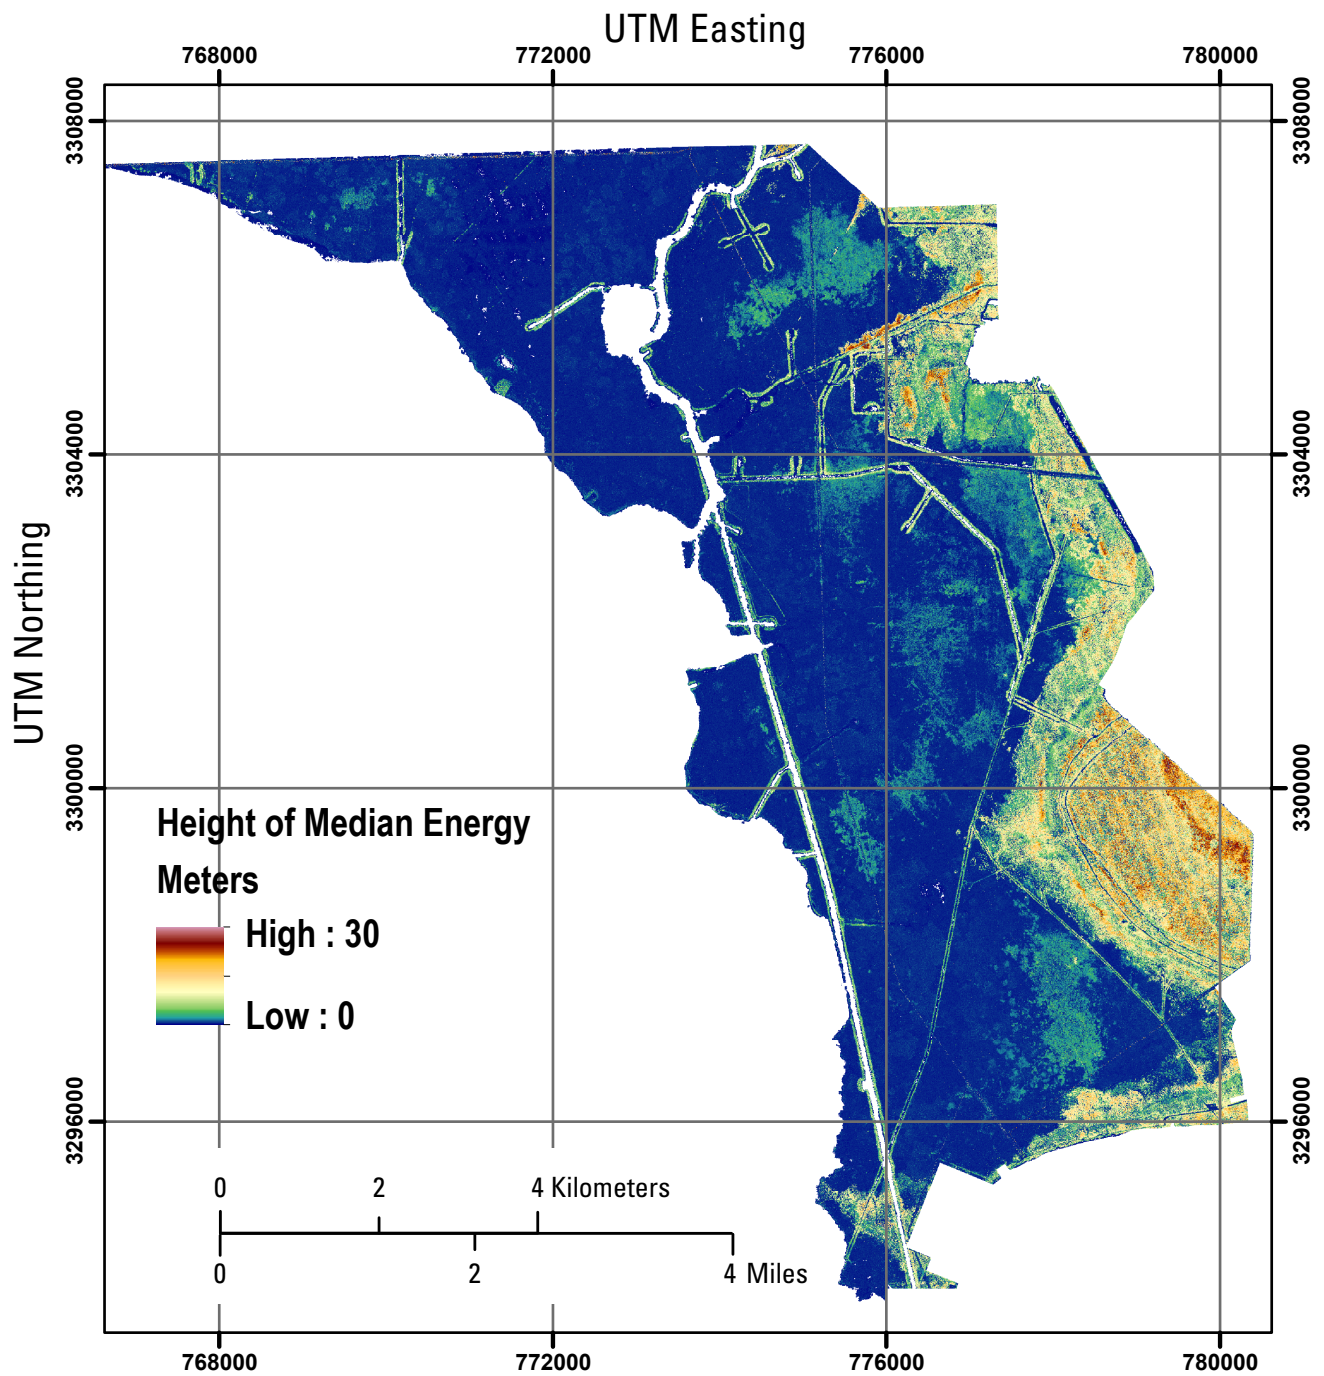 UTM Easting
768000 772000 776000 780000
3308000 3308000
3304000 3304000
UTM Northing
3300000 3300000
Height of Median Energy
Meters
High : 30
Low : 0
3296000 3296000
0 2 4 Kilometers
0 2 4 Miles
768000 772000 776000 780000